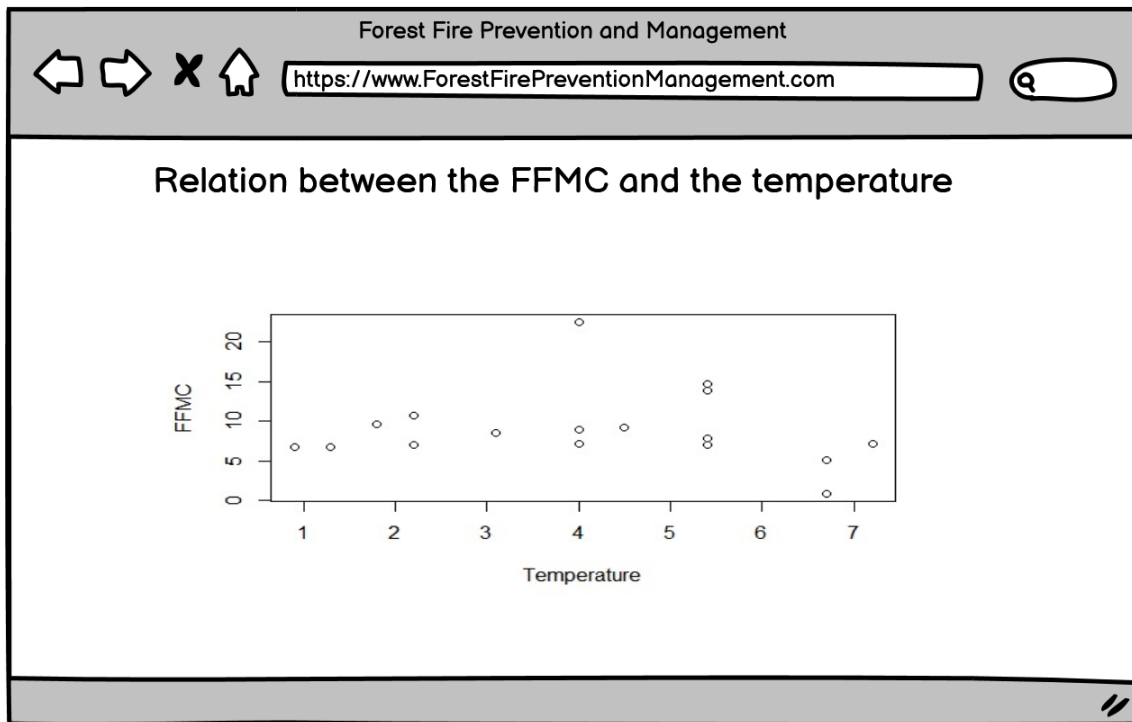 Forest Fire Prevention and Management
https://www.ForestFirePreventionManagement.com
Relation between the FFMC and the temperature
20
15
10
5
0
FFMC
1 2 3 4 5 6 7
Temperature